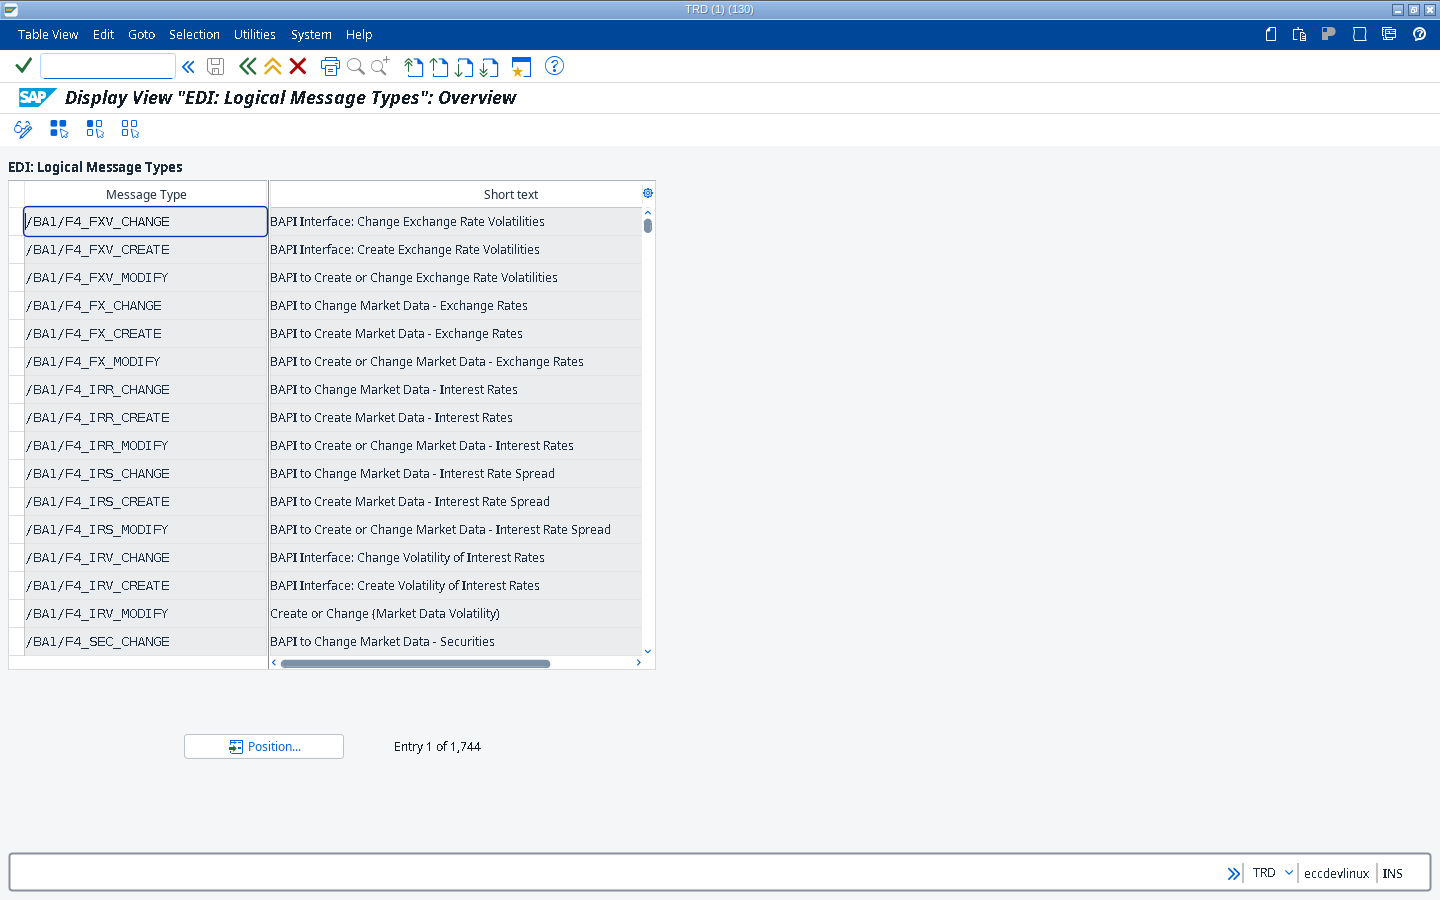 TRD (1) (130)
Table View Edit Goto Selection Utilities System Help
SAP Display View "EDI: Logical Message Types": Overview
EDI: Logical Message Types
Message Type Short text
/BA1/F4_FXV_CHANGE BAPI Interface: Change Exchange Rate Volatilities
/BA1/F4_FXV_CREATE BAPI Interface: Create Exchange Rate Volatilities
/BA1/F4_FXV_MODIFY BAPI to Create or Change Exchange Rate Volatilities
/BA1/F4_FX_CHANGE BAPI to Change Market Data - Exchange Rates
/BA1/F4_FX_CREATE BAPI to Create Market Data - Exchange Rates
/BA1/F4_FX_MODIFY BAPI to Create or Change Market Data - Exchange Rates
/BA1/F4_IRR_CHANGE BAPI to Change Market Data - Interest Rates
/BA1/F4_IRR_CREATE BAPI to Create Market Data - Interest Rates
/BA1/F4_IRR_MODIFY BAPI to Create or Change Market Data - Interest Rates
/BA1/F4_IRS_CHANGE BAPI to Change Market Data - Interest Rate Spread
/BA1/F4_IRS_CREATE BAPI to Create Market Data - Interest Rate Spread
/BA1/F4_IRS_MODIFY BAPI to Create or Change Market Data - Interest Rate Spread
/BA1/F4_IRV_CHANGE BAPI Interface: Change Volatility of Interest Rates
/BA1/F4_IRV_CREATE BAPI Interface: Create Volatility of Interest Rates
/BA1/F4_IRV_MODIFY Create or Change (Market Data Volatility)
/BA1/F4_SEC_CHANGE BAPI to Change Market Data - Securities
Position... Entry 1 of 1,744
TRD eccdevlinux INS